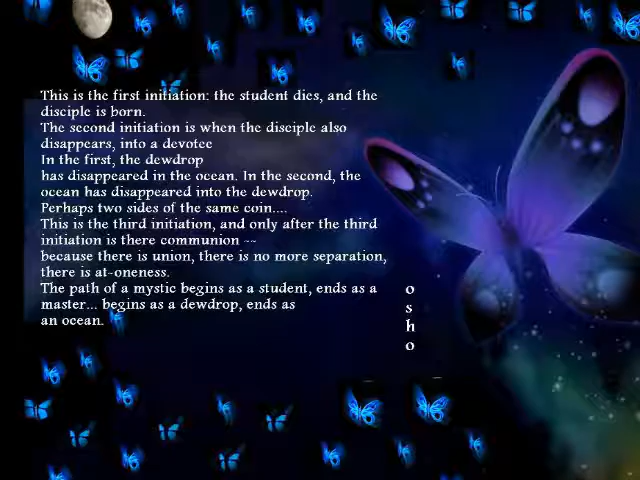 This is the first initiation: the student dies, and the
disciple is born.
The second initiation is when the disciple also
disappears, into a devotee
In the first, the dewdrop
has disappeared in the ocean. In the second, the
ocean has disappeared into the dewdrop.
Perhaps two sides of the same coin....
This is the third initiation, and only after the third
initiation is there communion ~~
because there is union, there is no more separation,
there is at-oneness.
The path of a mystic begins as a student, ends as a
master... begins as a dewdrop, ends as
an ocean.
o
s
h
o